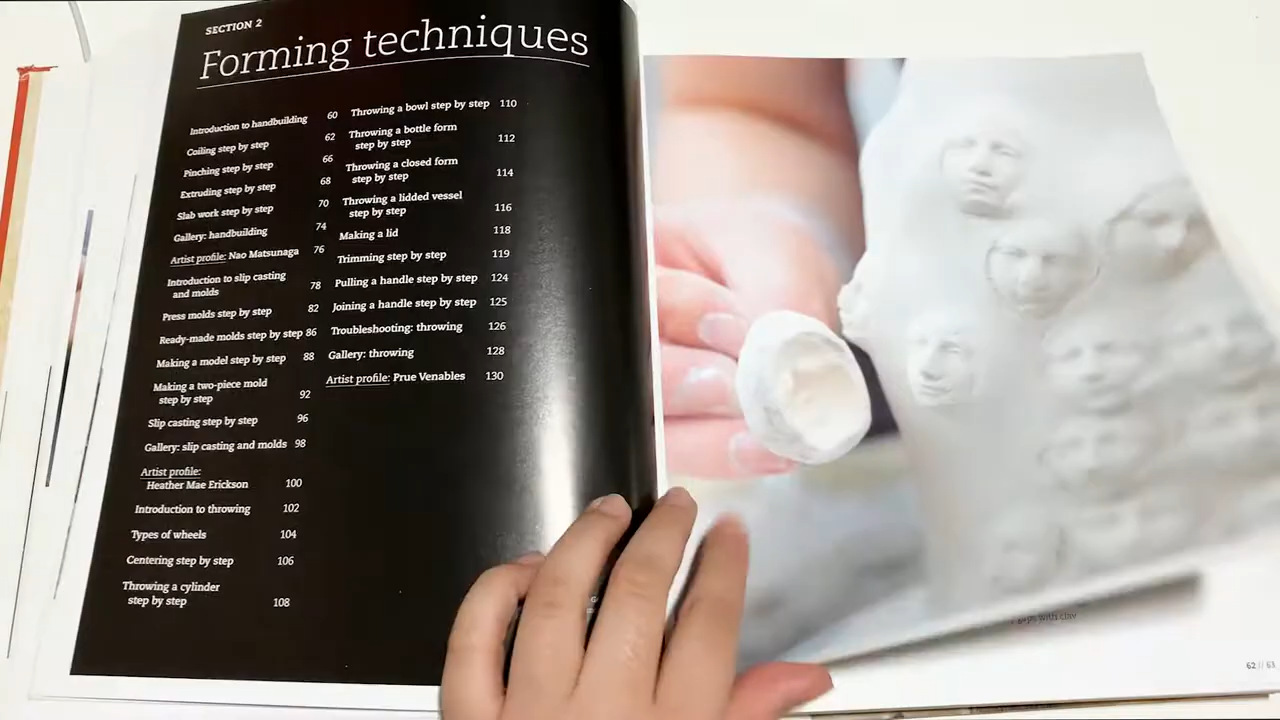 SECTION 2
Forming techniques
Introduction to handbuilding 60
Coiling step by step 62
Pinching step by step 66
Extruding step by step 68
Slab work step by step 70
Gallery: handbuilding 74
Artist profile: Nao Matsunaga 76
Introduction to slip casting
and molds 78
Press molds step by step 82
Ready-made molds step by step 86
Making a model step by step 88
Making a two-piece mold
step by step 92
Slip casting step by step 96
Gallery: slip casting and molds 98
Artist profile:
Heather Mae Erickson 100
Introduction to throwing 102
Types of wheels 104
Centering step by step 106
Throwing a cylinder
step by step 108
Throwing a bowl step by step 110
Throwing a bottle form
step by step 112
Throwing a closed form
step by step 114
Throwing a lidded vessel
step by step 116
Making a lid 118
Trimming step by step 119
Pulling a handle step by step 124
Joining a handle step by step 125
Troubleshooting: throwing 126
Gallery: throwing 128
Artist profile: Prue Venables 130
gaps with clay
62 // 63